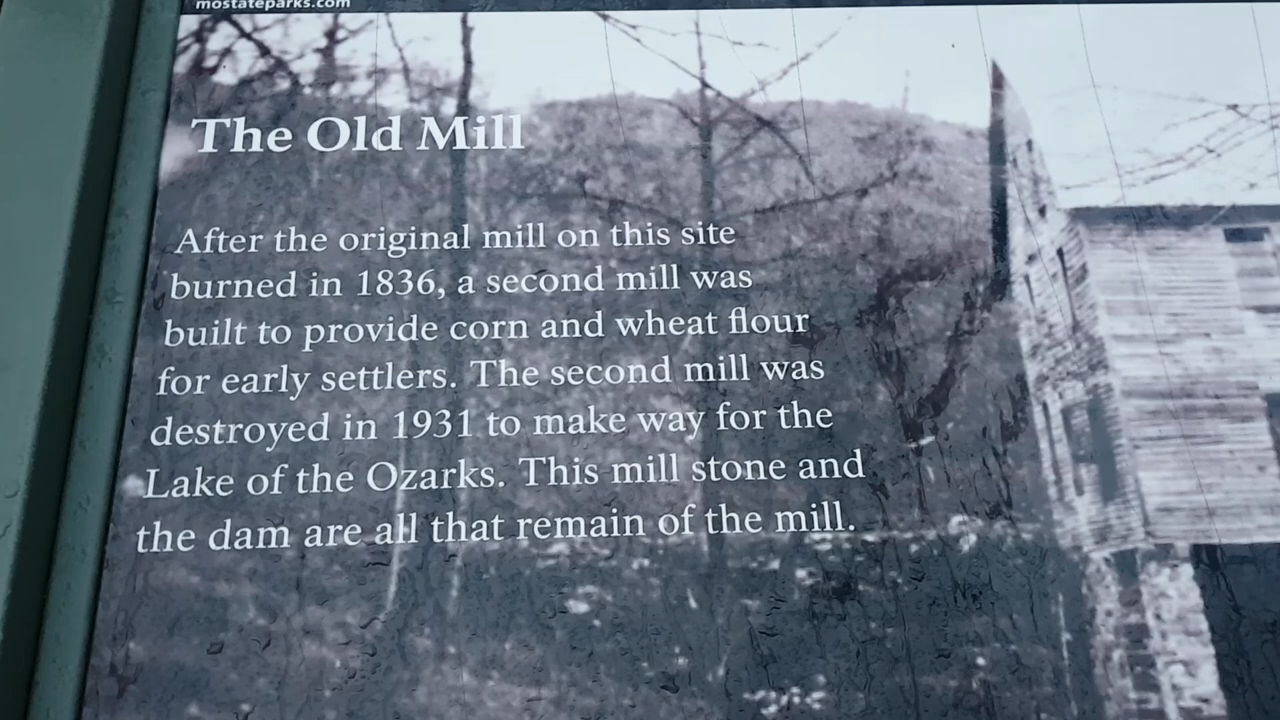 mostateparks.com
The Old Mill
After the original mill on this site
burned in 1836, a second mill was
built to provide corn and wheat flour
for early settlers. The second mill was
destroyed in 1931 to make way for the
Lake of the Ozarks. This mill stone and
the dam are all that remain of the mill.